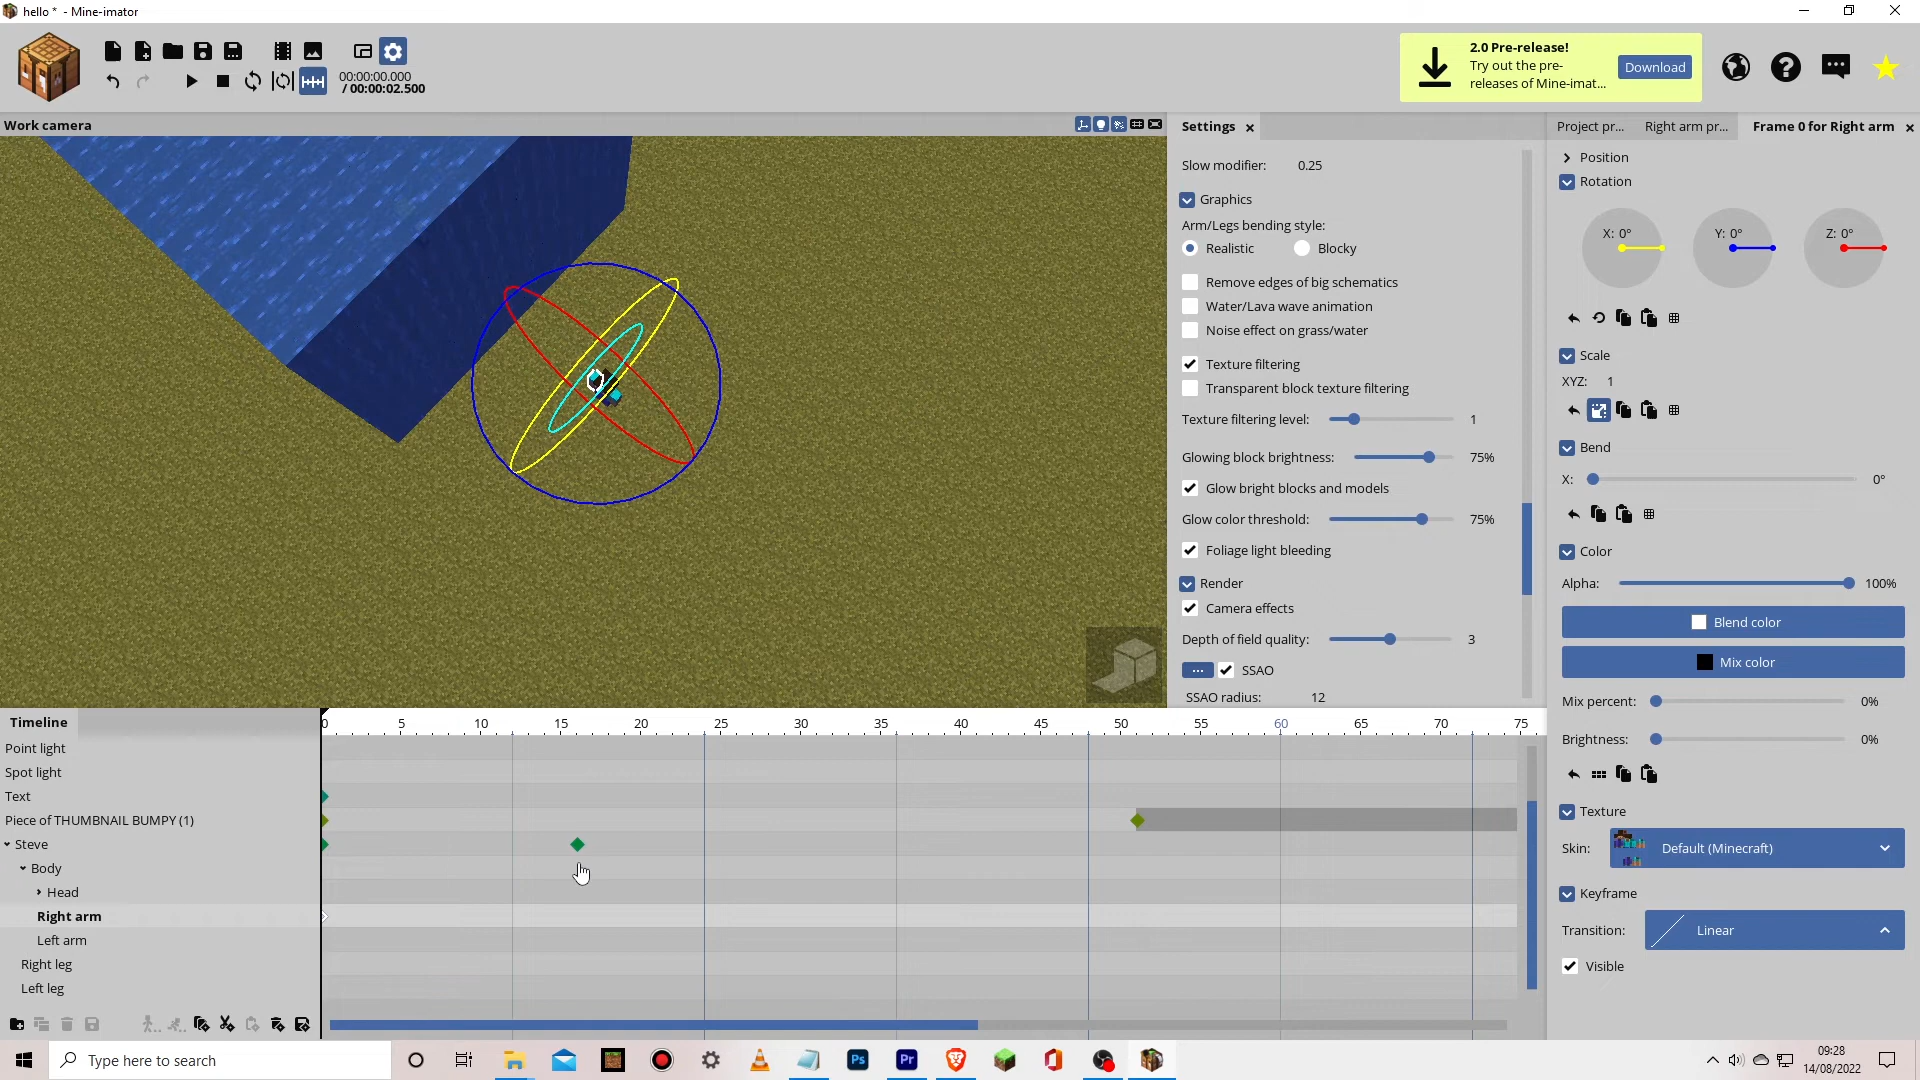 hello * - Mine-imator
00:00:00.000
/ 00:00:02.500
2.0 Pre-release!
Try out the pre-
releases of Mine-imat...
Download
Work camera
Settings
Slow modifier: 0.25
Graphics
Arm/Legs bending style:
Realistic
Blocky
Remove edges of big schematics
Water/Lava wave animation
Noise effect on grass/water
Texture filtering
Transparent block texture filtering
Texture filtering level: 1
Glowing block brightness: 75%
Glow bright blocks and models
Glow color threshold: 75%
Foliage light bleeding
Render
Camera effects
Depth of field quality: 3
... SSAO
SSAO radius: 12
Project pr...
Right arm pr...
Frame 0 for Right arm
Position
Rotation
X: 0°
Y: 0°
Z: 0°
Scale
XYZ: 1
Bend
X: 0°
Color
Alpha: 100%
Blend color
Mix color
Mix percent: 0%
Brightness: 0%
Texture
Skin: Default (Minecraft)
Keyframe
Transition: Linear
Visible
Timeline
0 5 10 15 20 25 30 35 40 45 50 55 60 65 70 75
Point light
Spot light
Text
Piece of THUMBNAIL BUMPY (1)
Steve
Body
Head
Right arm
Left arm
Right leg
Left leg
Type here to search
Ps
Pr
09:28
14/08/2022